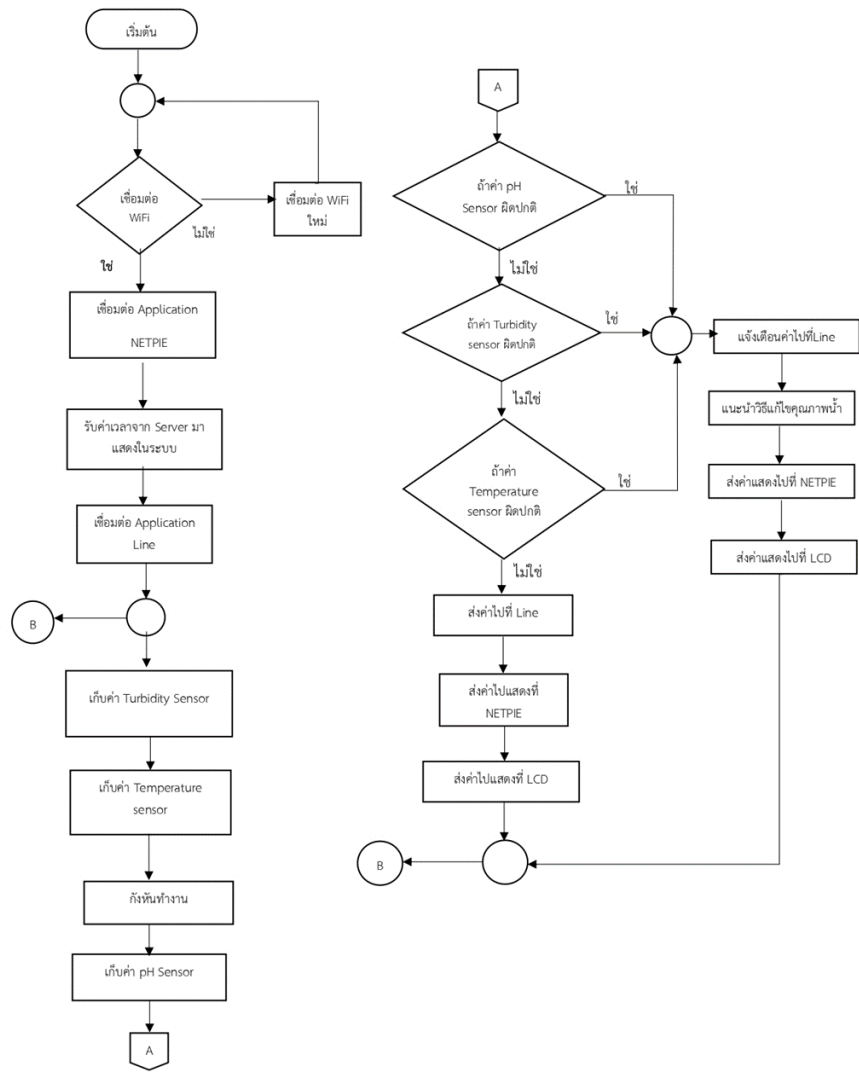 เริ่มต้น
เชื่อมต่อ
WiFi
ไม่ใช่
เชื่อมต่อ WiFi
ใหม่
ใช่
เชื่อมต่อ Application
NETPIE
รับค่าเวลาจาก Server มา
แสดงในระบบ
เชื่อมต่อ Application
Line
B
เก็บค่า Turbidity Sensor
เก็บค่า Temperature
sensor
กังหันทำงาน
เก็บค่า pH Sensor
A
A
ถ้าค่า pH
Sensor ผิดปกติ
ใช่
ไม่ใช่
ถ้าค่า Turbidity
sensor ผิดปกติ
ใช่
ไม่ใช่
ถ้าค่า
Temperature
sensor ผิดปกติ
ใช่
ไม่ใช่
ส่งค่าไปที่ Line
ส่งค่าไปแสดงที่
NETPIE
ส่งค่าไปแสดงที่ LCD
B
แจ้งเตือนค่าไปที่Line
แนะนำวิธีแก้ไขคุณภาพน้ำ
ส่งค่าแสดงไปที่ NETPIE
ส่งค่าแสดงไปที่ LCD